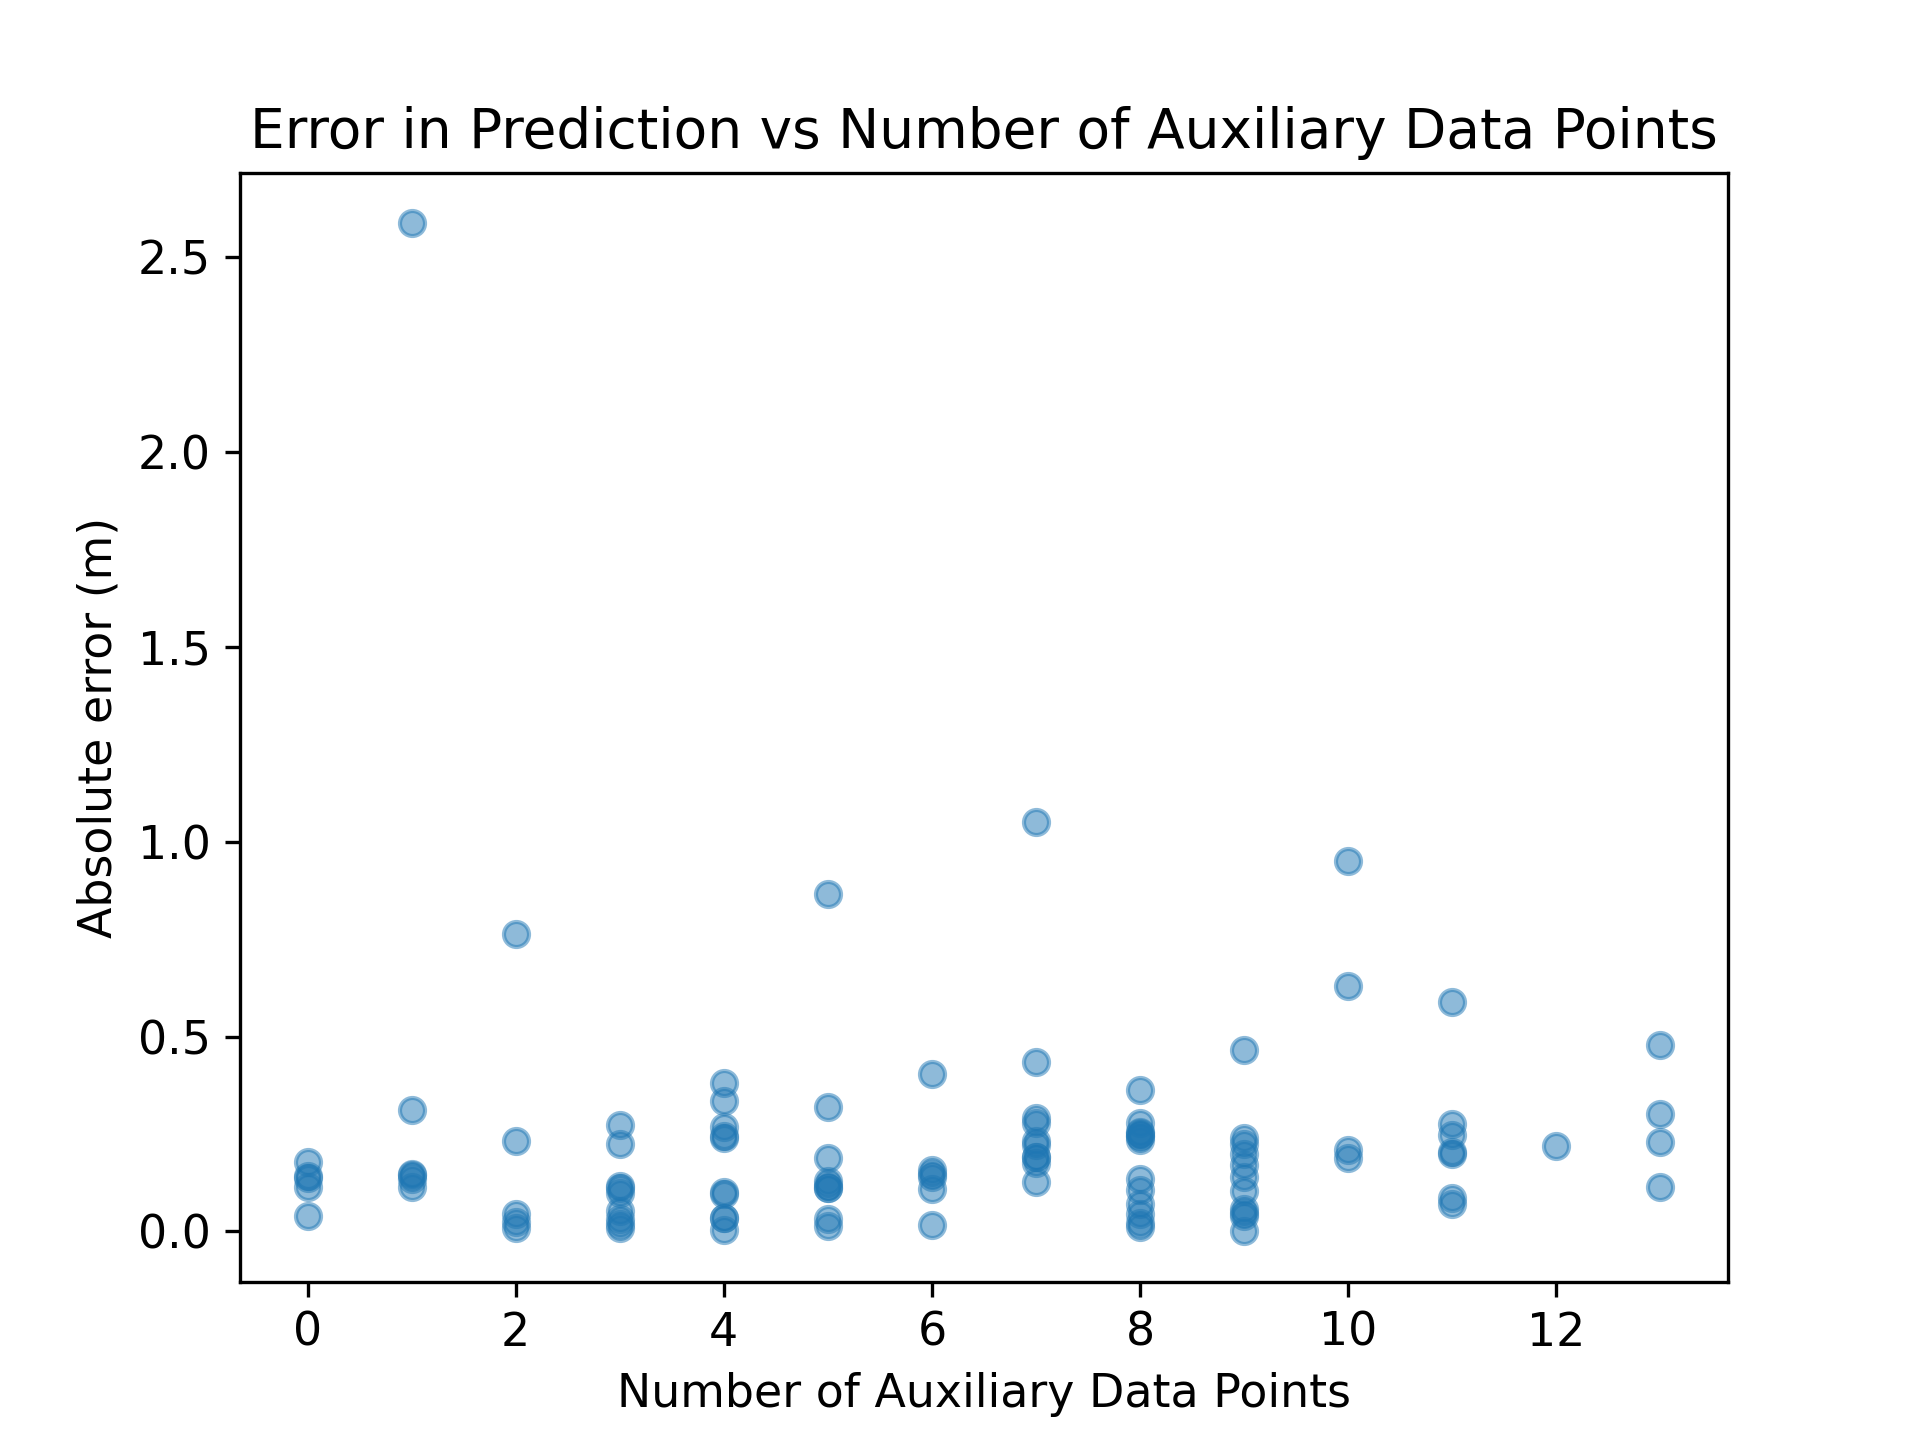 Error in Prediction vs Number of Auxiliary Data Points
2.5
2.0
1.5
1.0
0.5
0.0
Absolute error (m)
0 2 4 6 8 10 12
Number of Auxiliary Data Points